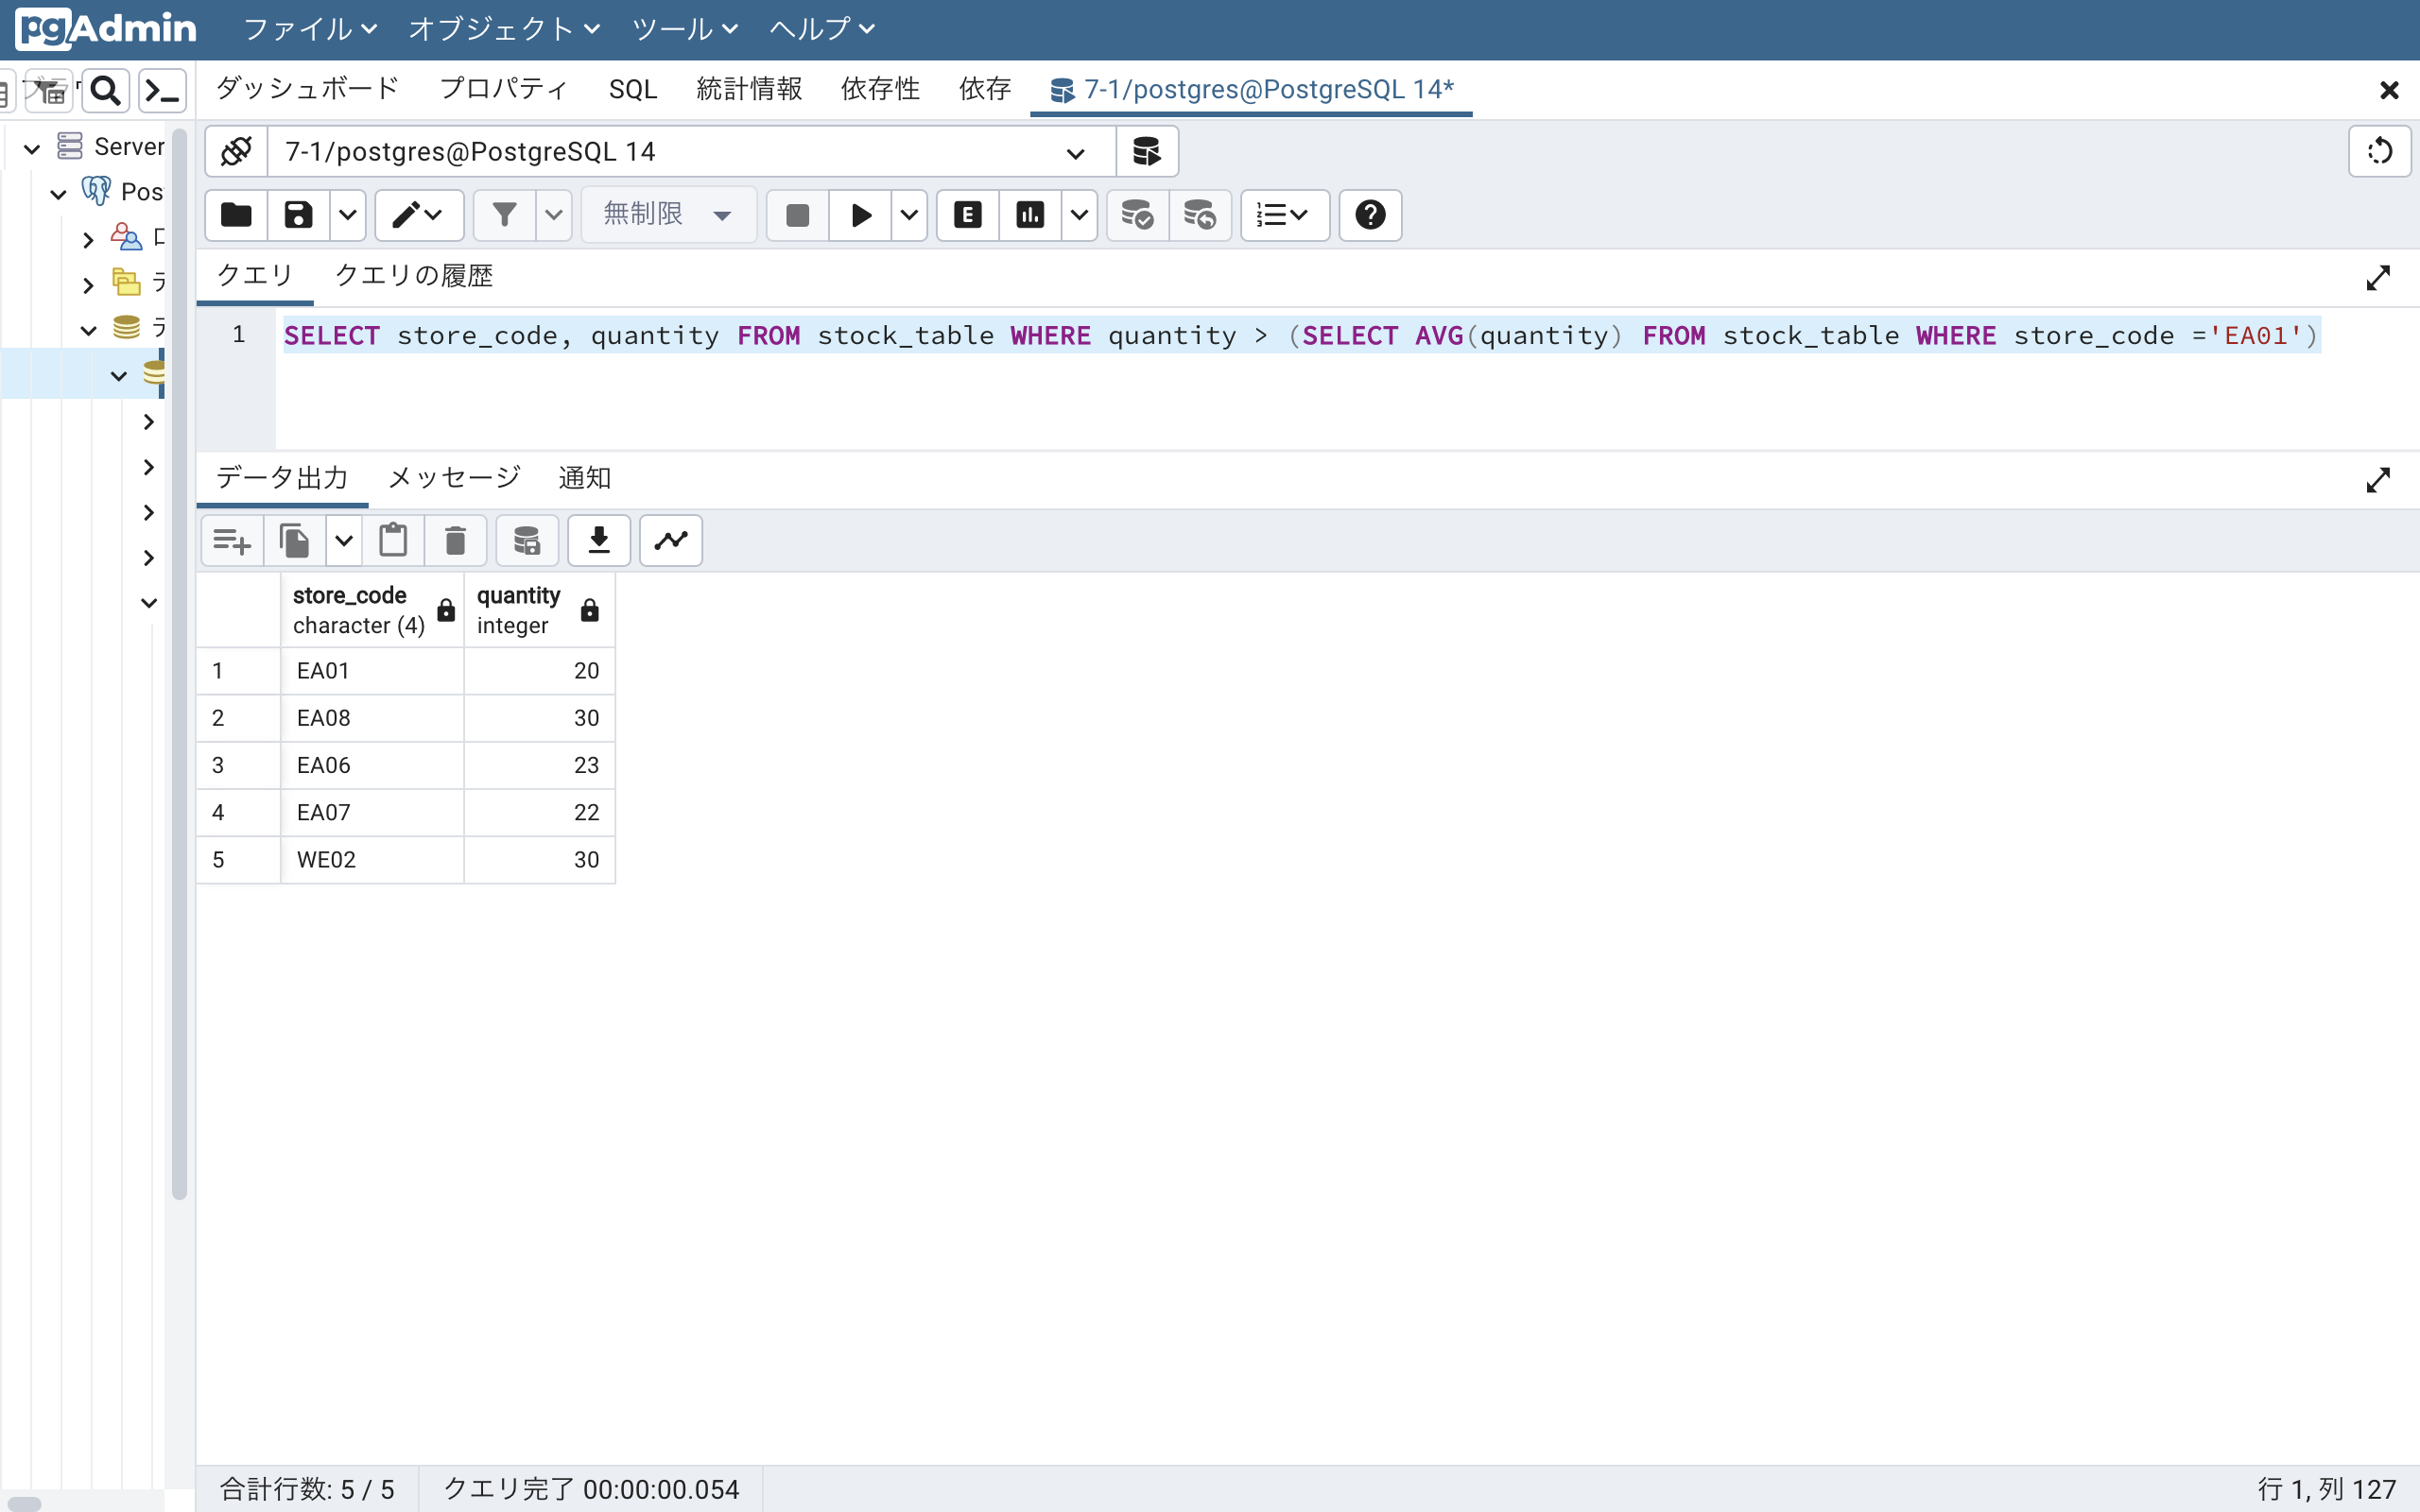 pgAdmin ファイル オブジェクト ツール ヘルプ
ダッシュボード プロパティ SQL 統計情報 依存性 依存 7-1/postgres@PostgreSQL 14*
Server
7-1/postgres@PostgreSQL 14
Pos
無制限 E
クエリ クエリの履歴
1 SELECT store_code, quantity FROM stock_table WHERE quantity > (SELECT AVG(quantity) FROM stock_table WHERE store_code ='EA01')
データ出力 メッセージ 通知
store_code quantity
character (4) integer
1 EA01 20
2 EA08 30
3 EA06 23
4 EA07 22
5 WE02 30
合計行数: 5 / 5 クエリ完了 00:00:00.054 行 1, 列 127